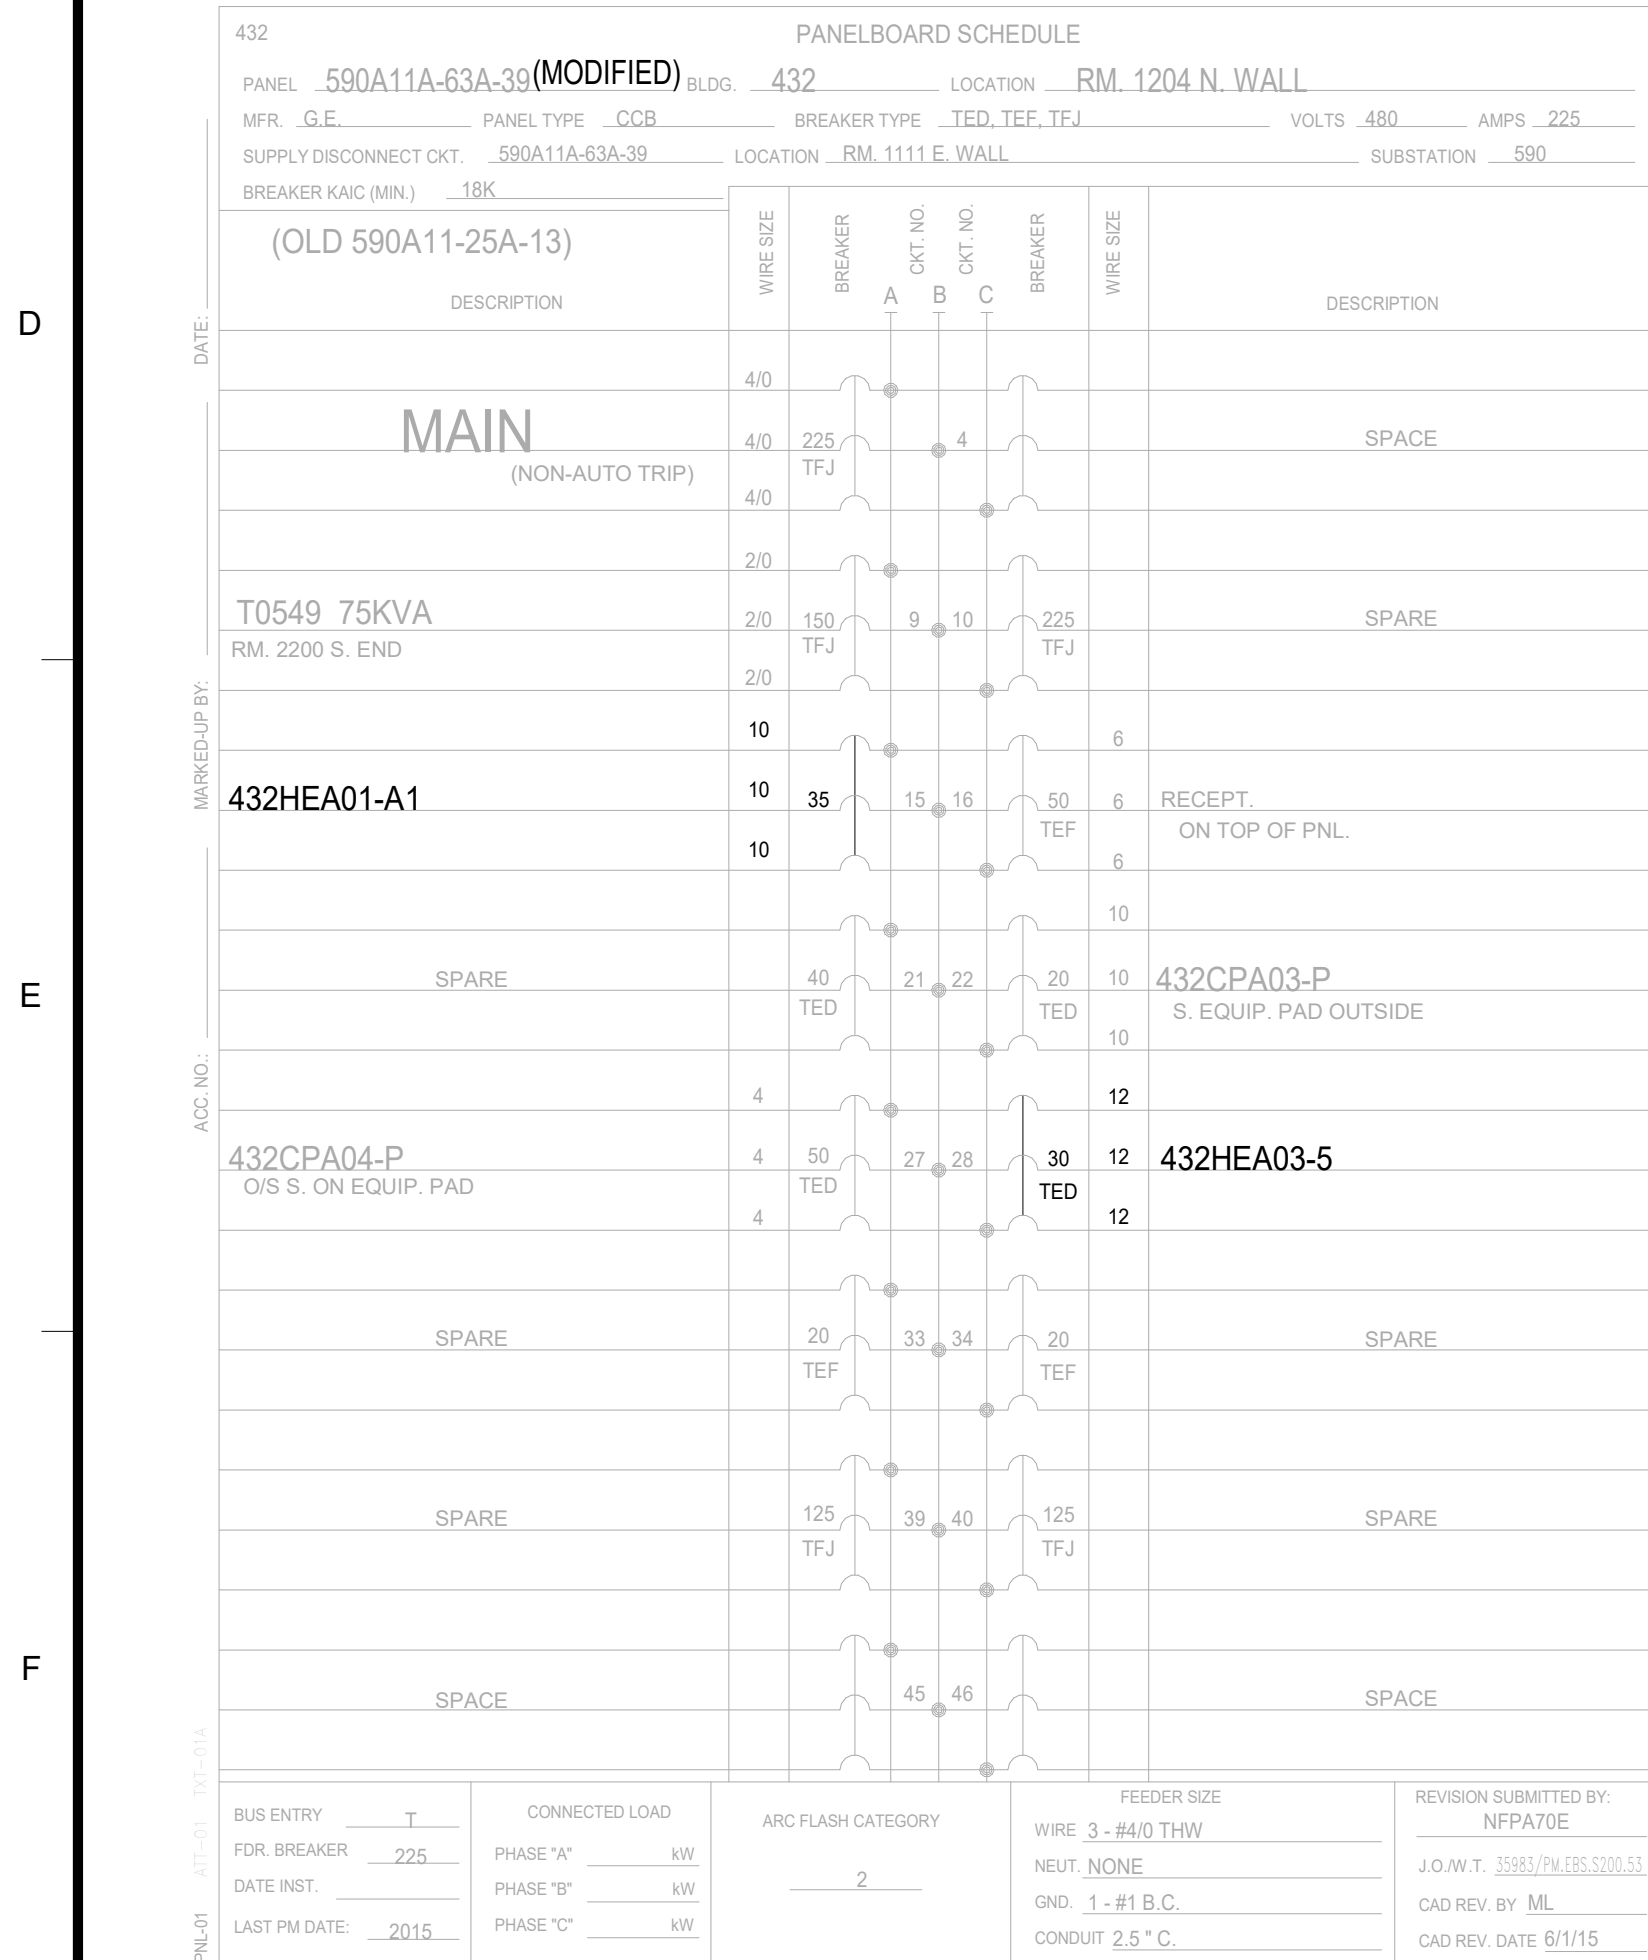 432 PANELBOARD SCHEDULE
PANEL 590A11A-63A-39 (MODIFIED) BLDG. 432 LOCATION RM. 1204 N. WALL
MFR. G.E. PANEL TYPE CCB BREAKER TYPE TED, TEF, TFJ VOLTS 480 AMPS 225
SUPPLY DISCONNECT CKT. 590A11A-63A-39 LOCATION RM. 1111 E. WALL SUBSTATION 590
BREAKER KAIC (MIN.) 18K
(OLD 590A11-25A-13)
DESCRIPTION WIRE SIZE BREAKER CKT. NO. CKT. NO. BREAKER WIRE SIZE DESCRIPTION
A B C
D
DATE:
4/0
MAIN 4/0 225 4 SPACE
(NON-AUTO TRIP) TFJ
4/0
2/0
T0549 75KVA 2/0 150 9 10 225 SPARE
RM. 2200 S. END TFJ TFJ
2/0
MARKED-UP BY:
10 6
432HEA01-A1 10 35 15 16 50 6 RECEPT.
TEF ON TOP OF PNL.
10 6
10
E
SPARE 40 21 22 20 10 432CPA03-P
TED TED S. EQUIP. PAD OUTSIDE
10
ACC. NO.:
4 12
432CPA04-P 4 50 27 28 30 12 432HEA03-5
O/S S. ON EQUIP. PAD TED TED
4 12
SPARE 20 33 34 20 SPARE
TEF TEF
SPARE 125 39 40 125 SPARE
TFJ TFJ
F
SPACE 45 46 SPACE
PNL-01 ATT-01 TXT-01A
BUS ENTRY T
FDR. BREAKER 225
DATE INST.
LAST PM DATE: 2015
CONNECTED LOAD
PHASE "A" kW
PHASE "B" kW
PHASE "C" kW
ARC FLASH CATEGORY
2
FEEDER SIZE
WIRE 3 - #4/0 THW
NEUT. NONE
GND. 1 - #1 B.C.
CONDUIT 2.5 " C.
REVISION SUBMITTED BY:
NFPA70E
J.O./W.T. 35983/PM.EBS.S200.53
CAD REV. BY ML
CAD REV. DATE 6/1/15